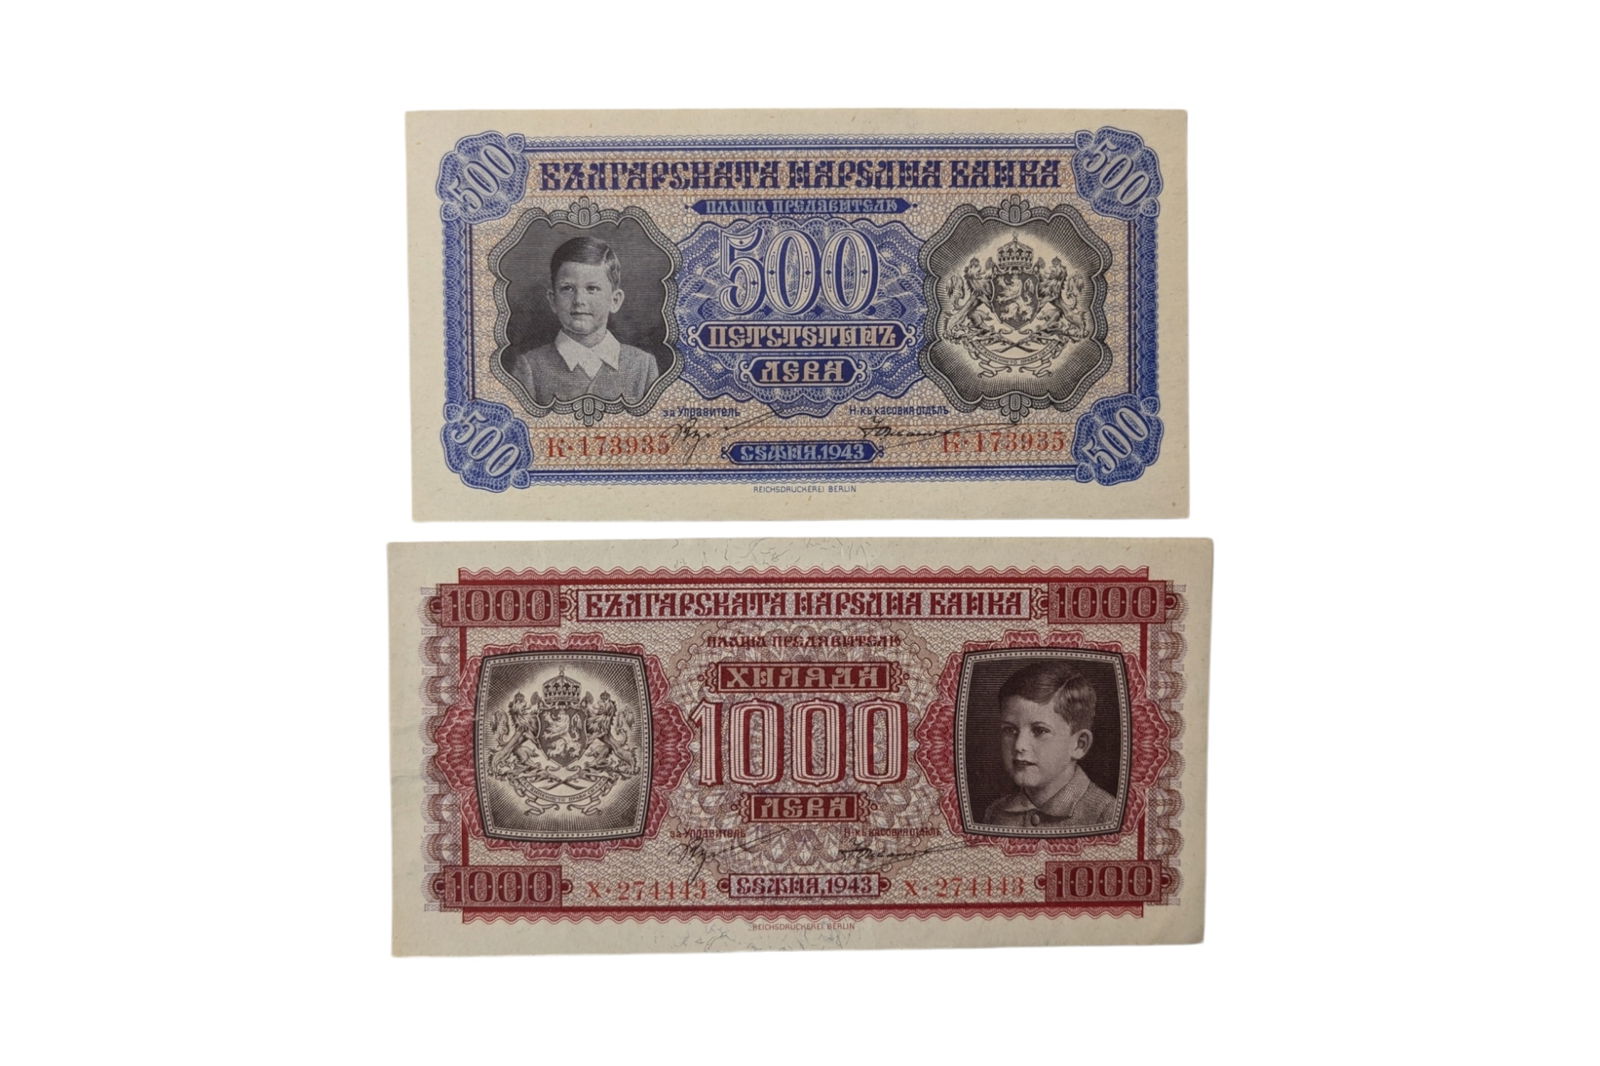 500 500
БЪЛГАРСКАТА НАРОДНА БАНКА
ПЛАЩА ПРЕДЯВИТЕЛЮ
500
ПЕТСТОТИНЪ
ЛЕВА
за Управитель Н-къ касовия отдѣлъ
К·173935 К·173935
500 СОФИЯ, 1943 500
REICHSDRUCKEREI BERLIN
1000 БЪЛГАРСКАТА НАРОДНА БАНКА 1000
ПЛАЩА ПРЕДЯВИТЕЛЮ
ХИЛЯДИ
1000
ЛЕВА
за Управитель Н-къ касовия отдѣлъ
1000 Х·274443 СОФИЯ, 1943 Х·274443 1000
REICHSDRUCKEREI BERLIN